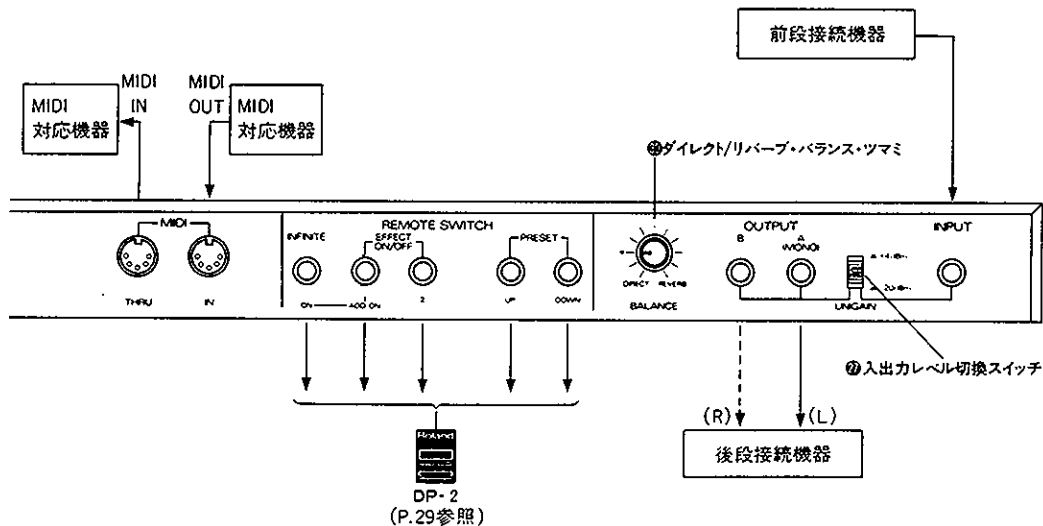 前段接続機器
MIDI
IN
MIDI
OUT
MIDI
対応機器
MIDI
対応機器
ダイレクト/リバーブ・バランス・ツマミ
MIDI
THRU
IN
REMOTE SWITCH
INFINITE
EFFECT
ON/OFF
PRESET
ON
ADD ON
1
2
UP
DOWN
DIRECT
REVERB
BALANCE
OUTPUT
B
A
(MONO)
INPUT
UNIGAIN
㉗入出力レベル切換スイッチ
(R)
(L)
後段接続機器
Roland
DP-2
(P.29参照)